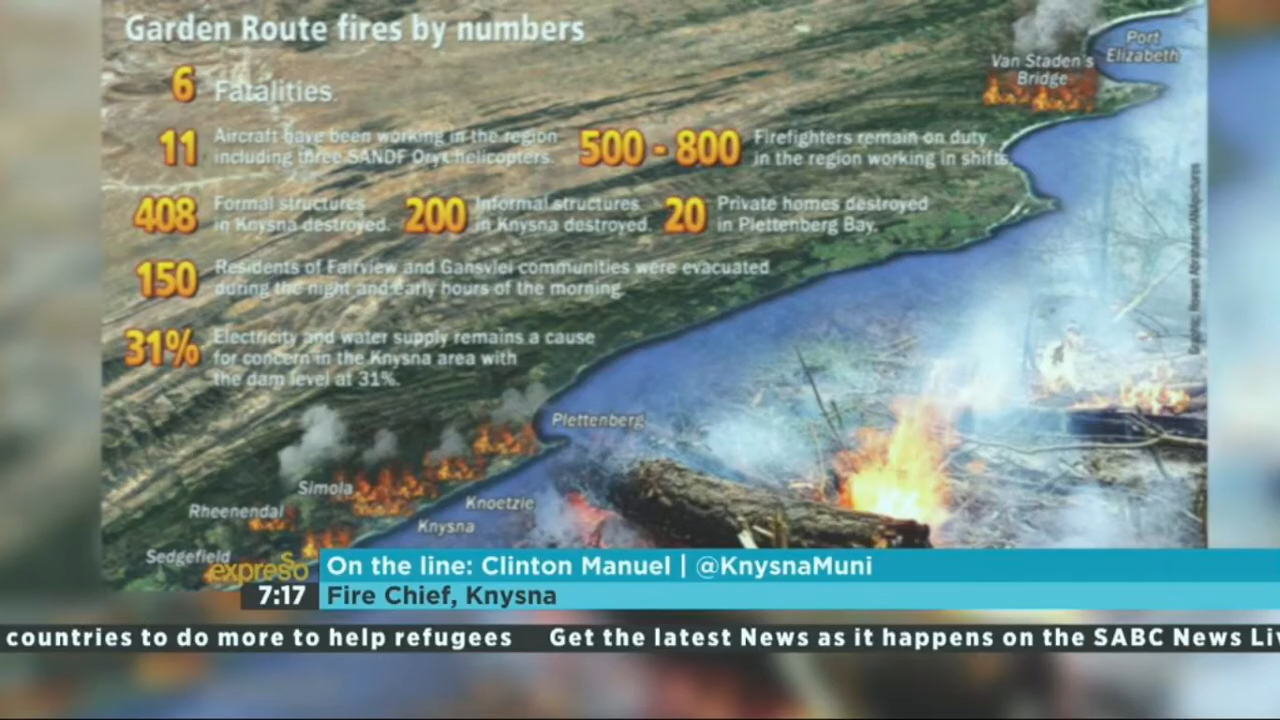 Garden Route fires by numbers
6 Fatalities.
11 Aircraft have been working in the region
including three SANDF Oryx helicopters.
500 - 800 Firefighters remain on duty
in the region working in shifts
408 Formal structures
in Knysna destroyed.
200 Informal structures
in Knysna destroyed.
20 Private homes destroyed
in Plettenberg Bay.
150 Residents of Fairview and Gansvlei communities were evacuated
during the night and early hours of the morning
31% Electricity and water supply remains a cause
for concern in the Knysna area with
the dam level at 31%.
Port
Elizabeth
Van Staden's
Bridge
Plettenberg
Simola
Knoetzie
Rheenendal
Knysna
Sedgefield
expresso
On the line: Clinton Manuel | @KnysnaMuni
7:17
Fire Chief, Knysna
countries to do more to help refugees Get the latest News as it happens on the SABC News Liv